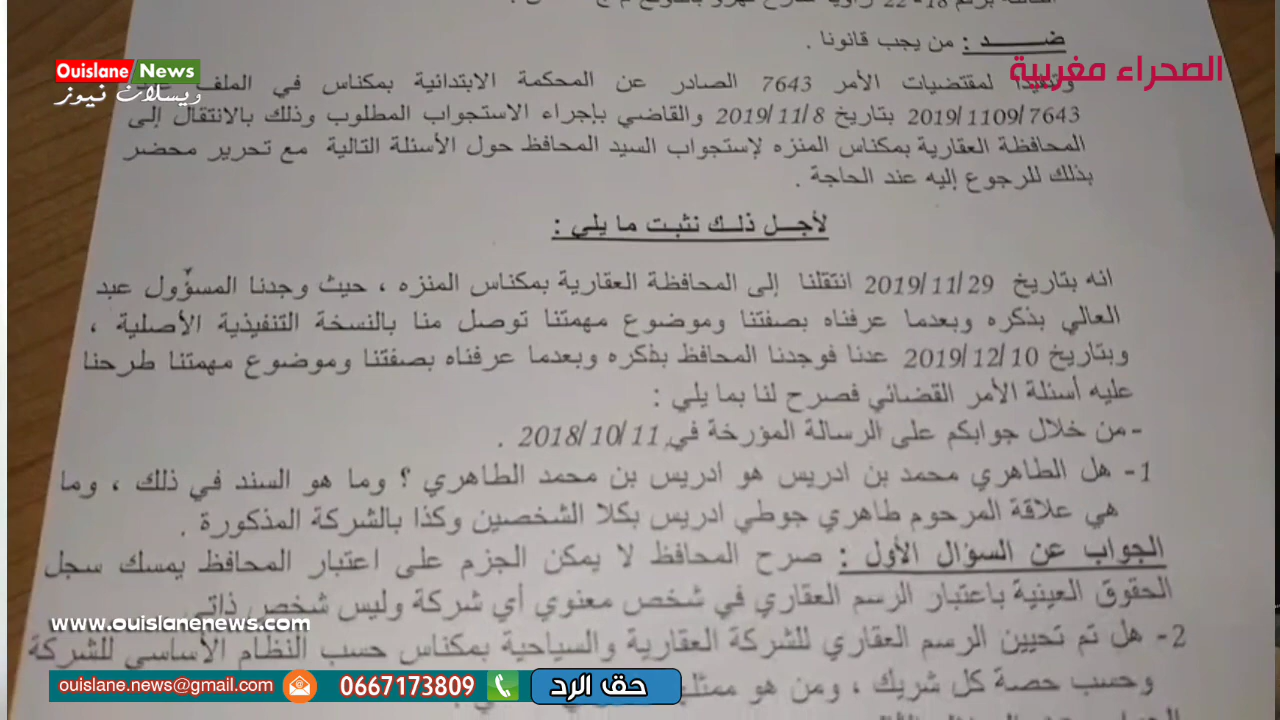 ضـــد : من يجب قانونا .
الصحراء مغربية
Ouislane News
ويسلان نيوز
وتنفيذا لمقتضيات الأمر 7643 الصادر عن المحكمة الابتدائية بمكناس في الملف
2019/1109/7643 بتاريخ 2019/11/8 والقاضي بإجراء الاستجواب المطلوب وذلك بالانتقال إلى
المحافظة العقارية بمكناس المنزه لإستجواب السيد المحافظ حول الأسئلة التالية مع تحرير محضر
بذلك للرجوع إليه عند الحاجة .
لأجــل ذلـك نثبـت ما يلي :
انه بتاريخ 2019/11/29 انتقلنا إلى المحافظة العقارية بمكناس المنزه ، حيث وجدنا المسؤول عبد
العالي بذكره وبعدما عرفناه بصفتنا وموضوع مهمتنا توصل منا بالنسخة التنفيذية الأصلية ،
وبتاريخ 2019/12/10 عدنا فوجدنا المحافظ بذكره وبعدما عرفناه بصفتنا وموضوع مهمتنا طرحنا
عليه أسئلة الأمر القضائي فصرح لنا بما يلي :
- من خلال جوابكم على الرسالة المؤرخة في 2018/10/11 .
1- هل الطاهري محمد بن ادريس هو ادريس بن محمد الطاهري ؟ وما هو السند في ذلك ، وما
هي علاقة المرحوم طاهري جوطي ادريس بكلا الشخصين وكذا بالشركة المذكورة .
الجواب عن السؤال الأول : صرح المحافظ لا يمكن الجزم على اعتبار المحافظ يمسك سجل
الحقوق العينية باعتبار الرسم العقاري في شخص معنوي أي شركة وليس شخص ذاتي
www.ouislanenews.com
2- هل تم تحيين الرسم العقاري للشركة العقارية والسياحية بمكناس حسب النظام الأساسي للشركة
وحسب حصة كل شريك ، ومن هو
ouislane.news@gmail.com
0667173809
حق الرد